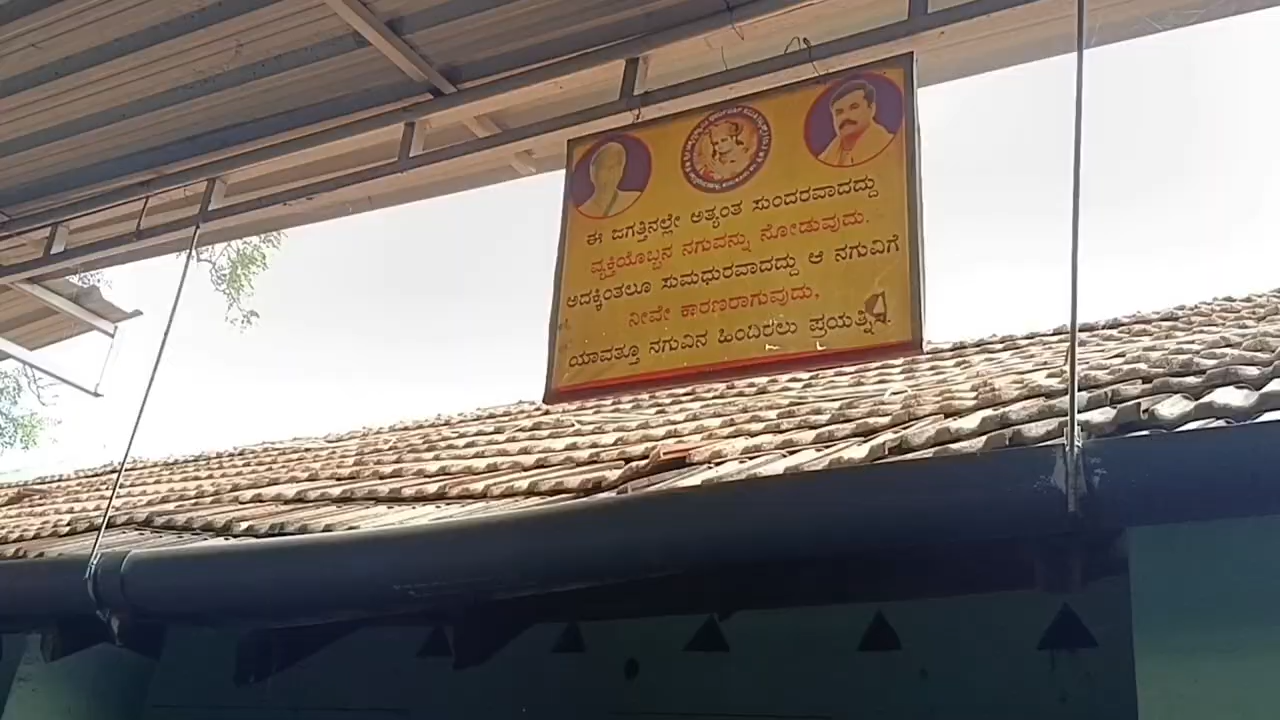 ಈ ಜಗತ್ತಿನಲ್ಲೇ ಅತ್ಯಂತ ಸುಂದರವಾದದ್ದು
ವ್ಯಕ್ತಿಯೊಬ್ಬನ ನಗುವನ್ನು ನೋಡುವುದು.
ಅದಕ್ಕಿಂತಲೂ ಸುಮಧುರವಾದದ್ದು ಆ ನಗುವಿಗೆ
ನೀವೇ ಕಾರಣರಾಗುವುದು,
ಯಾವತ್ತೂ ನಗುವಿನ ಹಿಂದಿರಲು